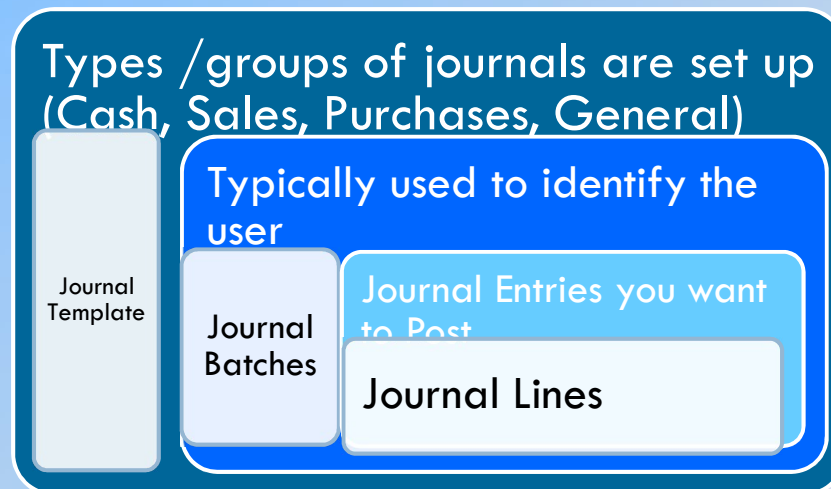 Types /groups of journals are set up
(Cash, Sales, Purchases, General)
Journal
Template
Typically used to identify the
user
Journal
Batches
Journal Entries you want
to Post
Journal Lines